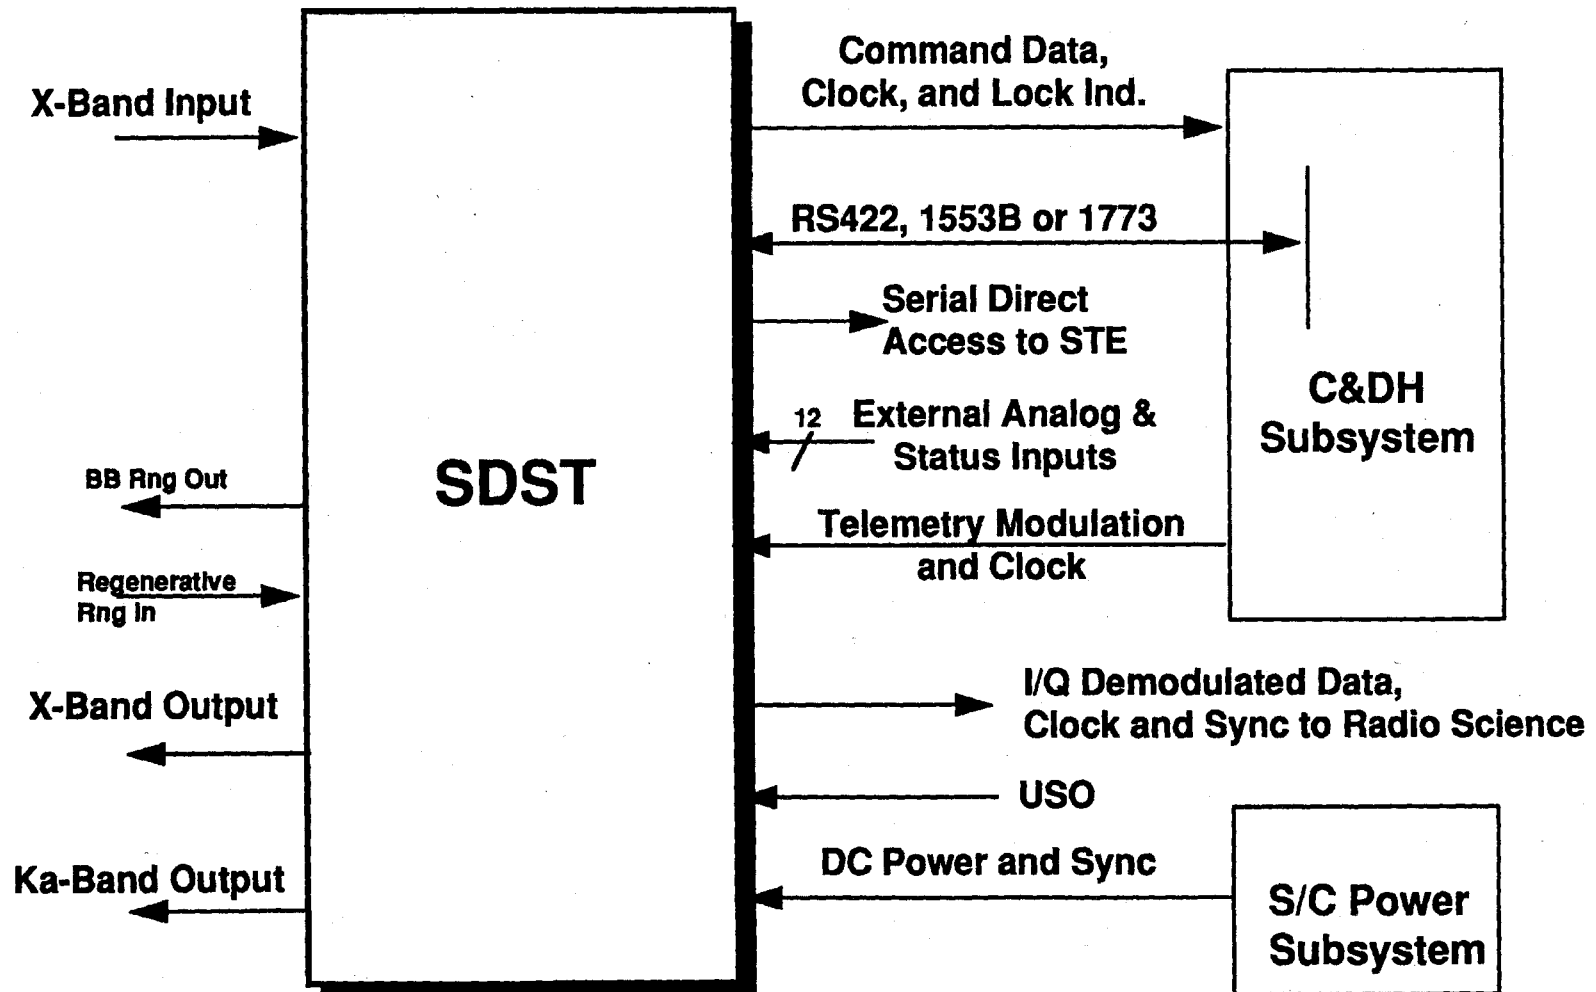 X-Band Input
BB Rng Out
Regenerative
Rng In
X-Band Output
Ka-Band Output
SDST
Command Data,
Clock, and Lock Ind.
RS422, 1553B or 1773
Serial Direct
Access to STE
12
External Analog &
Status Inputs
Telemetry Modulation
and Clock
I/Q Demodulated Data,
Clock and Sync to Radio Science
USO
DC Power and Sync
C&DH
Subsystem
S/C Power
Subsystem